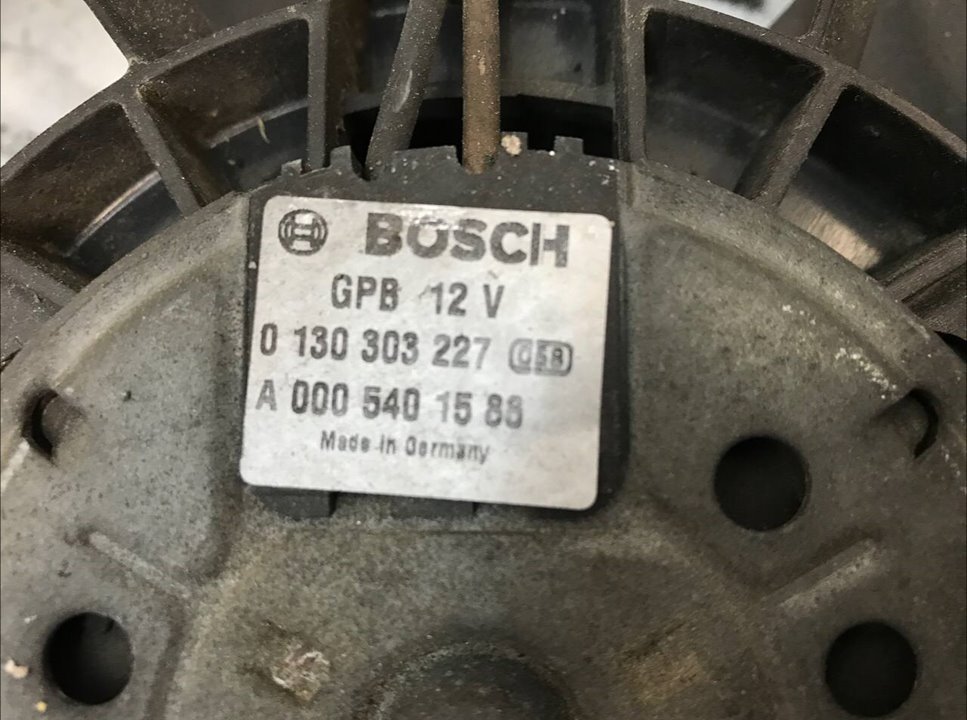 BOSCH
GPB 12 V
0 130 303 227
A 000 540 15 88
Made in Germany